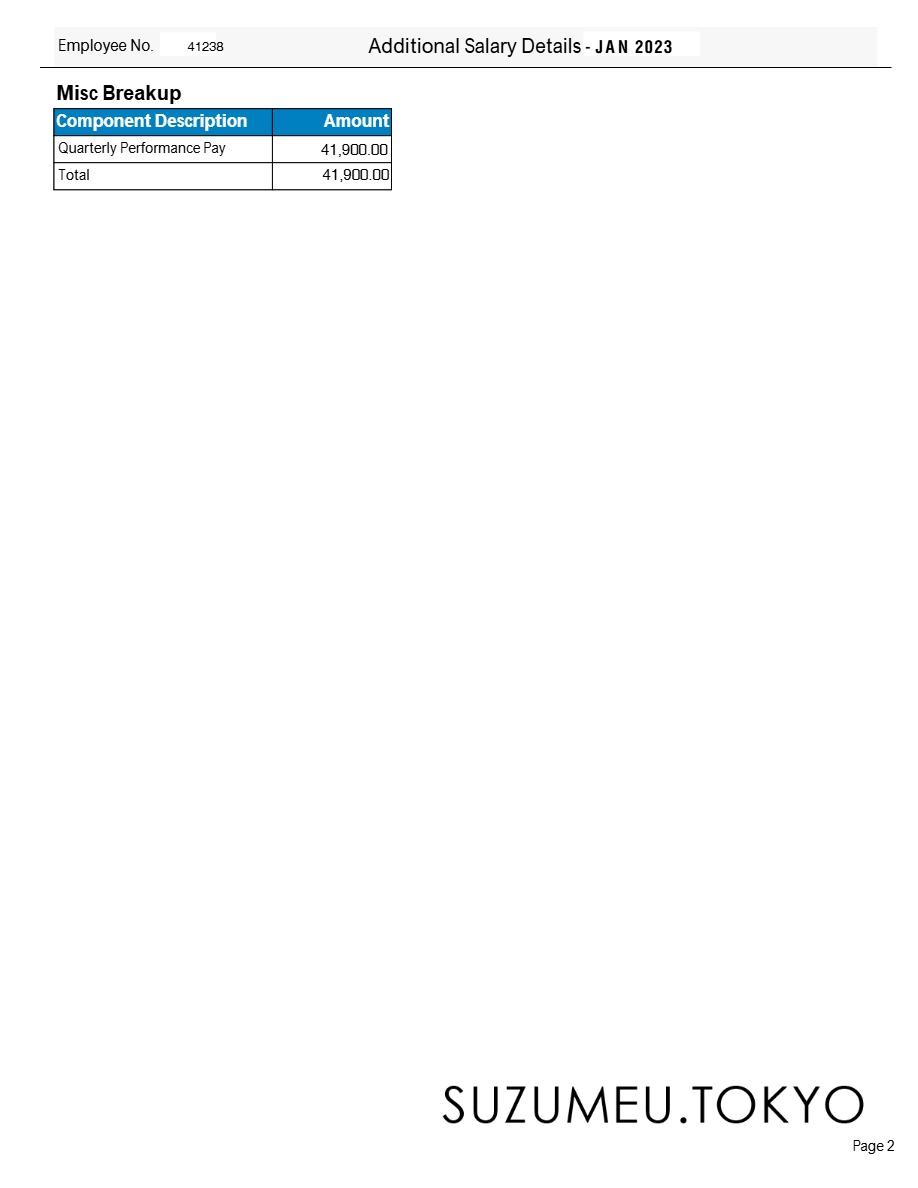 Employee No. 41238 Additional Salary Details - JAN 2023
Misc Breakup
Component Description Amount
Quarterly Performance Pay 41,900.00
Total 41,900.00
SUZUMEU.TOKYO
Page 2